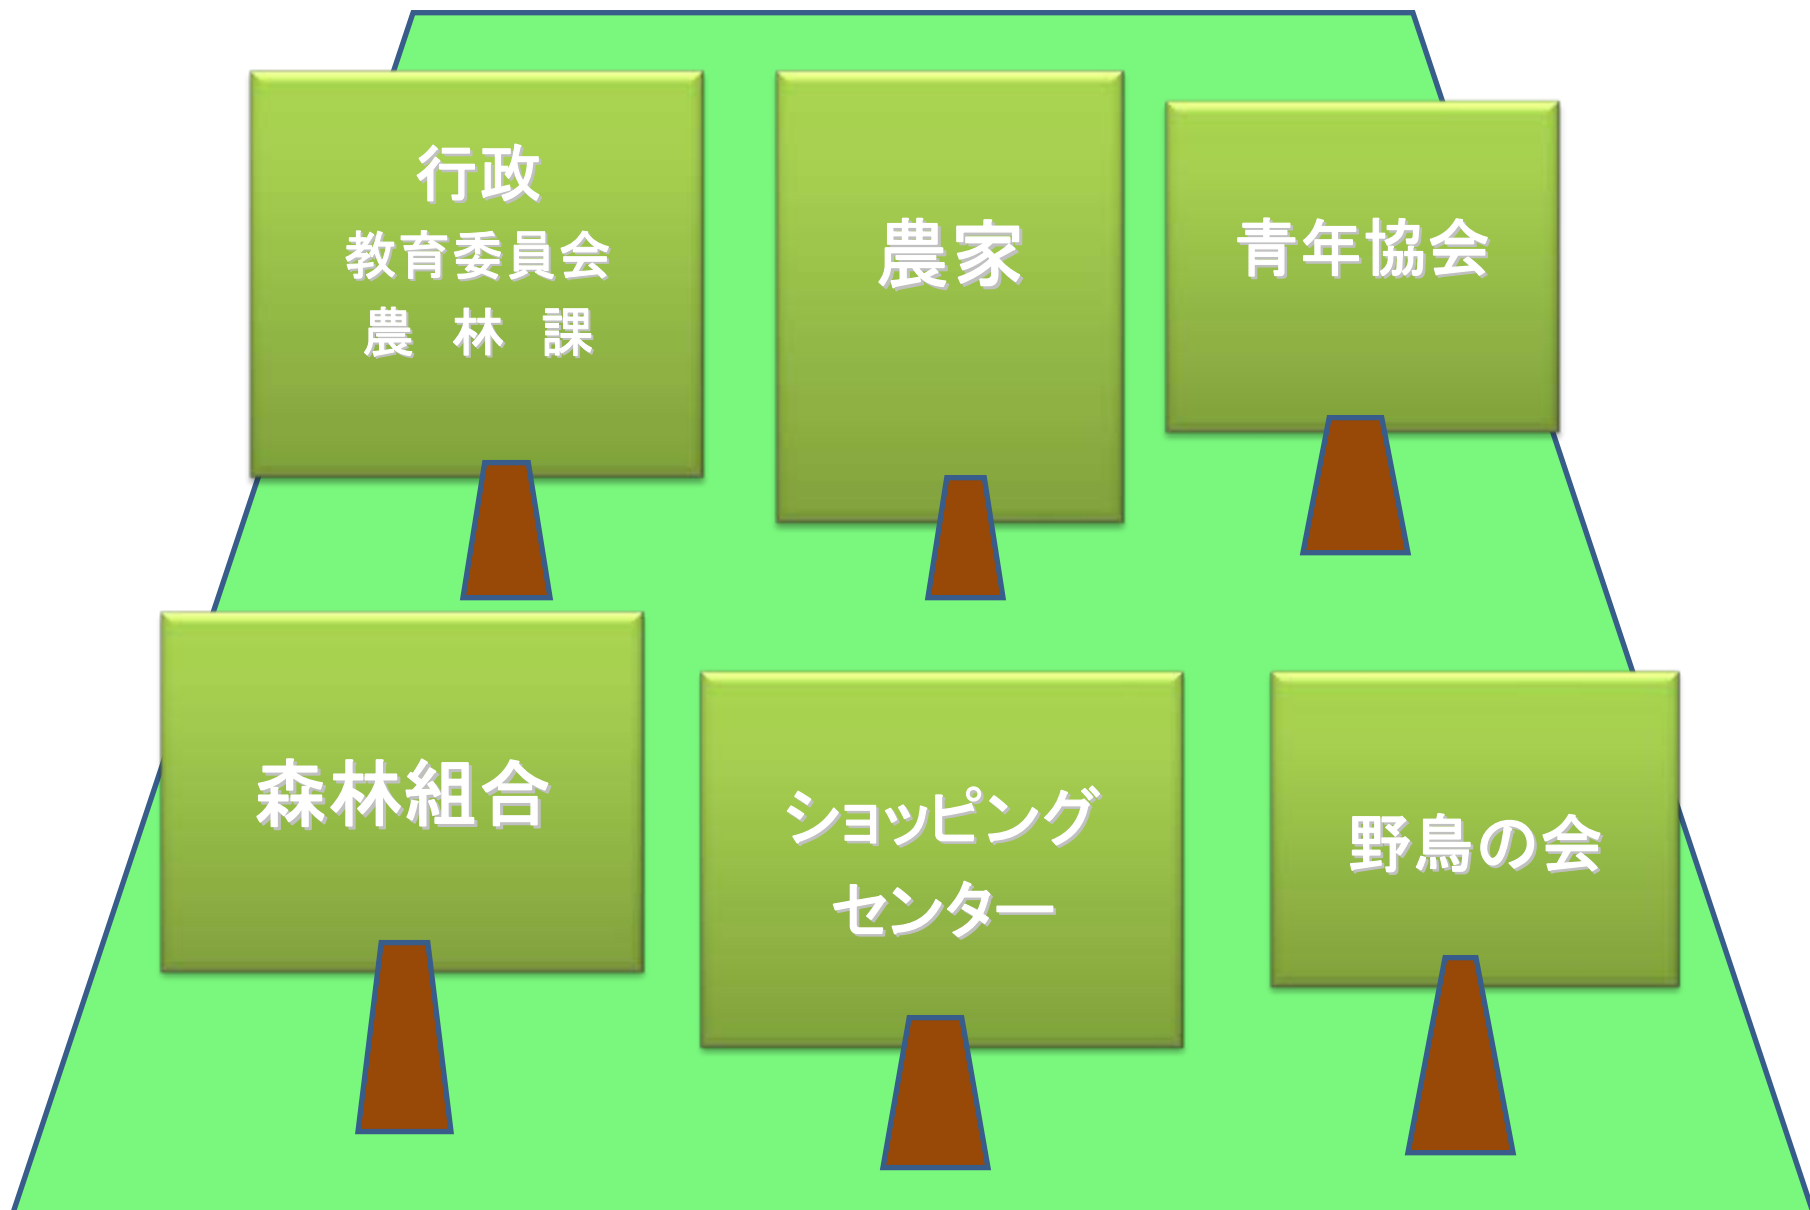 行政
教育委員会
農　林　課
農家
青年協会
森林組合
ショッピング
センター
野鳥の会